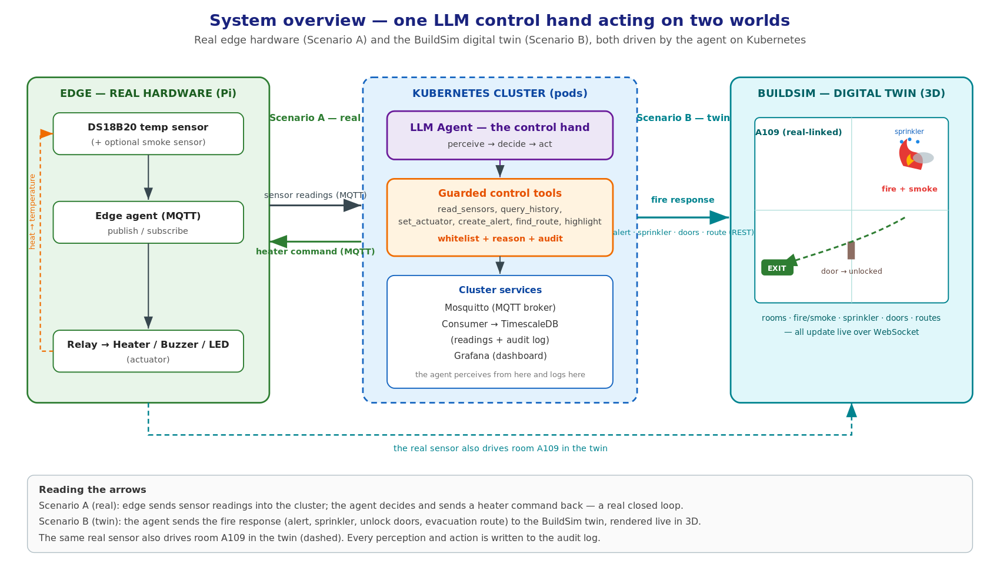 System overview — one LLM control hand acting on two worlds
Real edge hardware (Scenario A) and the BuildSim digital twin (Scenario B), both driven by the agent on Kubernetes
EDGE — REAL HARDWARE (Pi)
DS18B20 temp sensor
(+ optional smoke sensor)
heat → temperature
Edge agent (MQTT)
publish / subscribe
Relay → Heater / Buzzer / LED
(actuator)
Scenario A — real
sensor readings (MQTT)
heater command (MQTT)
KUBERNETES CLUSTER (pods)
LLM Agent — the control hand
perceive → decide → act
Guarded control tools
read_sensors, query_history,
set_actuator, create_alert, find_route, highlight
whitelist + reason + audit
Cluster services
Mosquitto (MQTT broker)
Consumer → TimescaleDB
(readings + audit log)
Grafana (dashboard)
the agent perceives from here and logs here
Scenario B — twin
fire response
alert · sprinkler · doors · route (REST)
BUILDSIM — DIGITAL TWIN (3D)
A109 (real-linked)
sprinkler
fire + smoke
EXIT
door → unlocked
rooms · fire/smoke · sprinkler · doors · routes
— all update live over WebSocket
the real sensor also drives room A109 in the twin
Reading the arrows
Scenario A (real): edge sends sensor readings into the cluster; the agent decides and sends a heater command back — a real closed loop.
Scenario B (twin): the agent sends the fire response (alert, sprinkler, unlock doors, evacuation route) to the BuildSim twin, rendered live in 3D.
The same real sensor also drives room A109 in the twin (dashed). Every perception and action is written to the audit log.